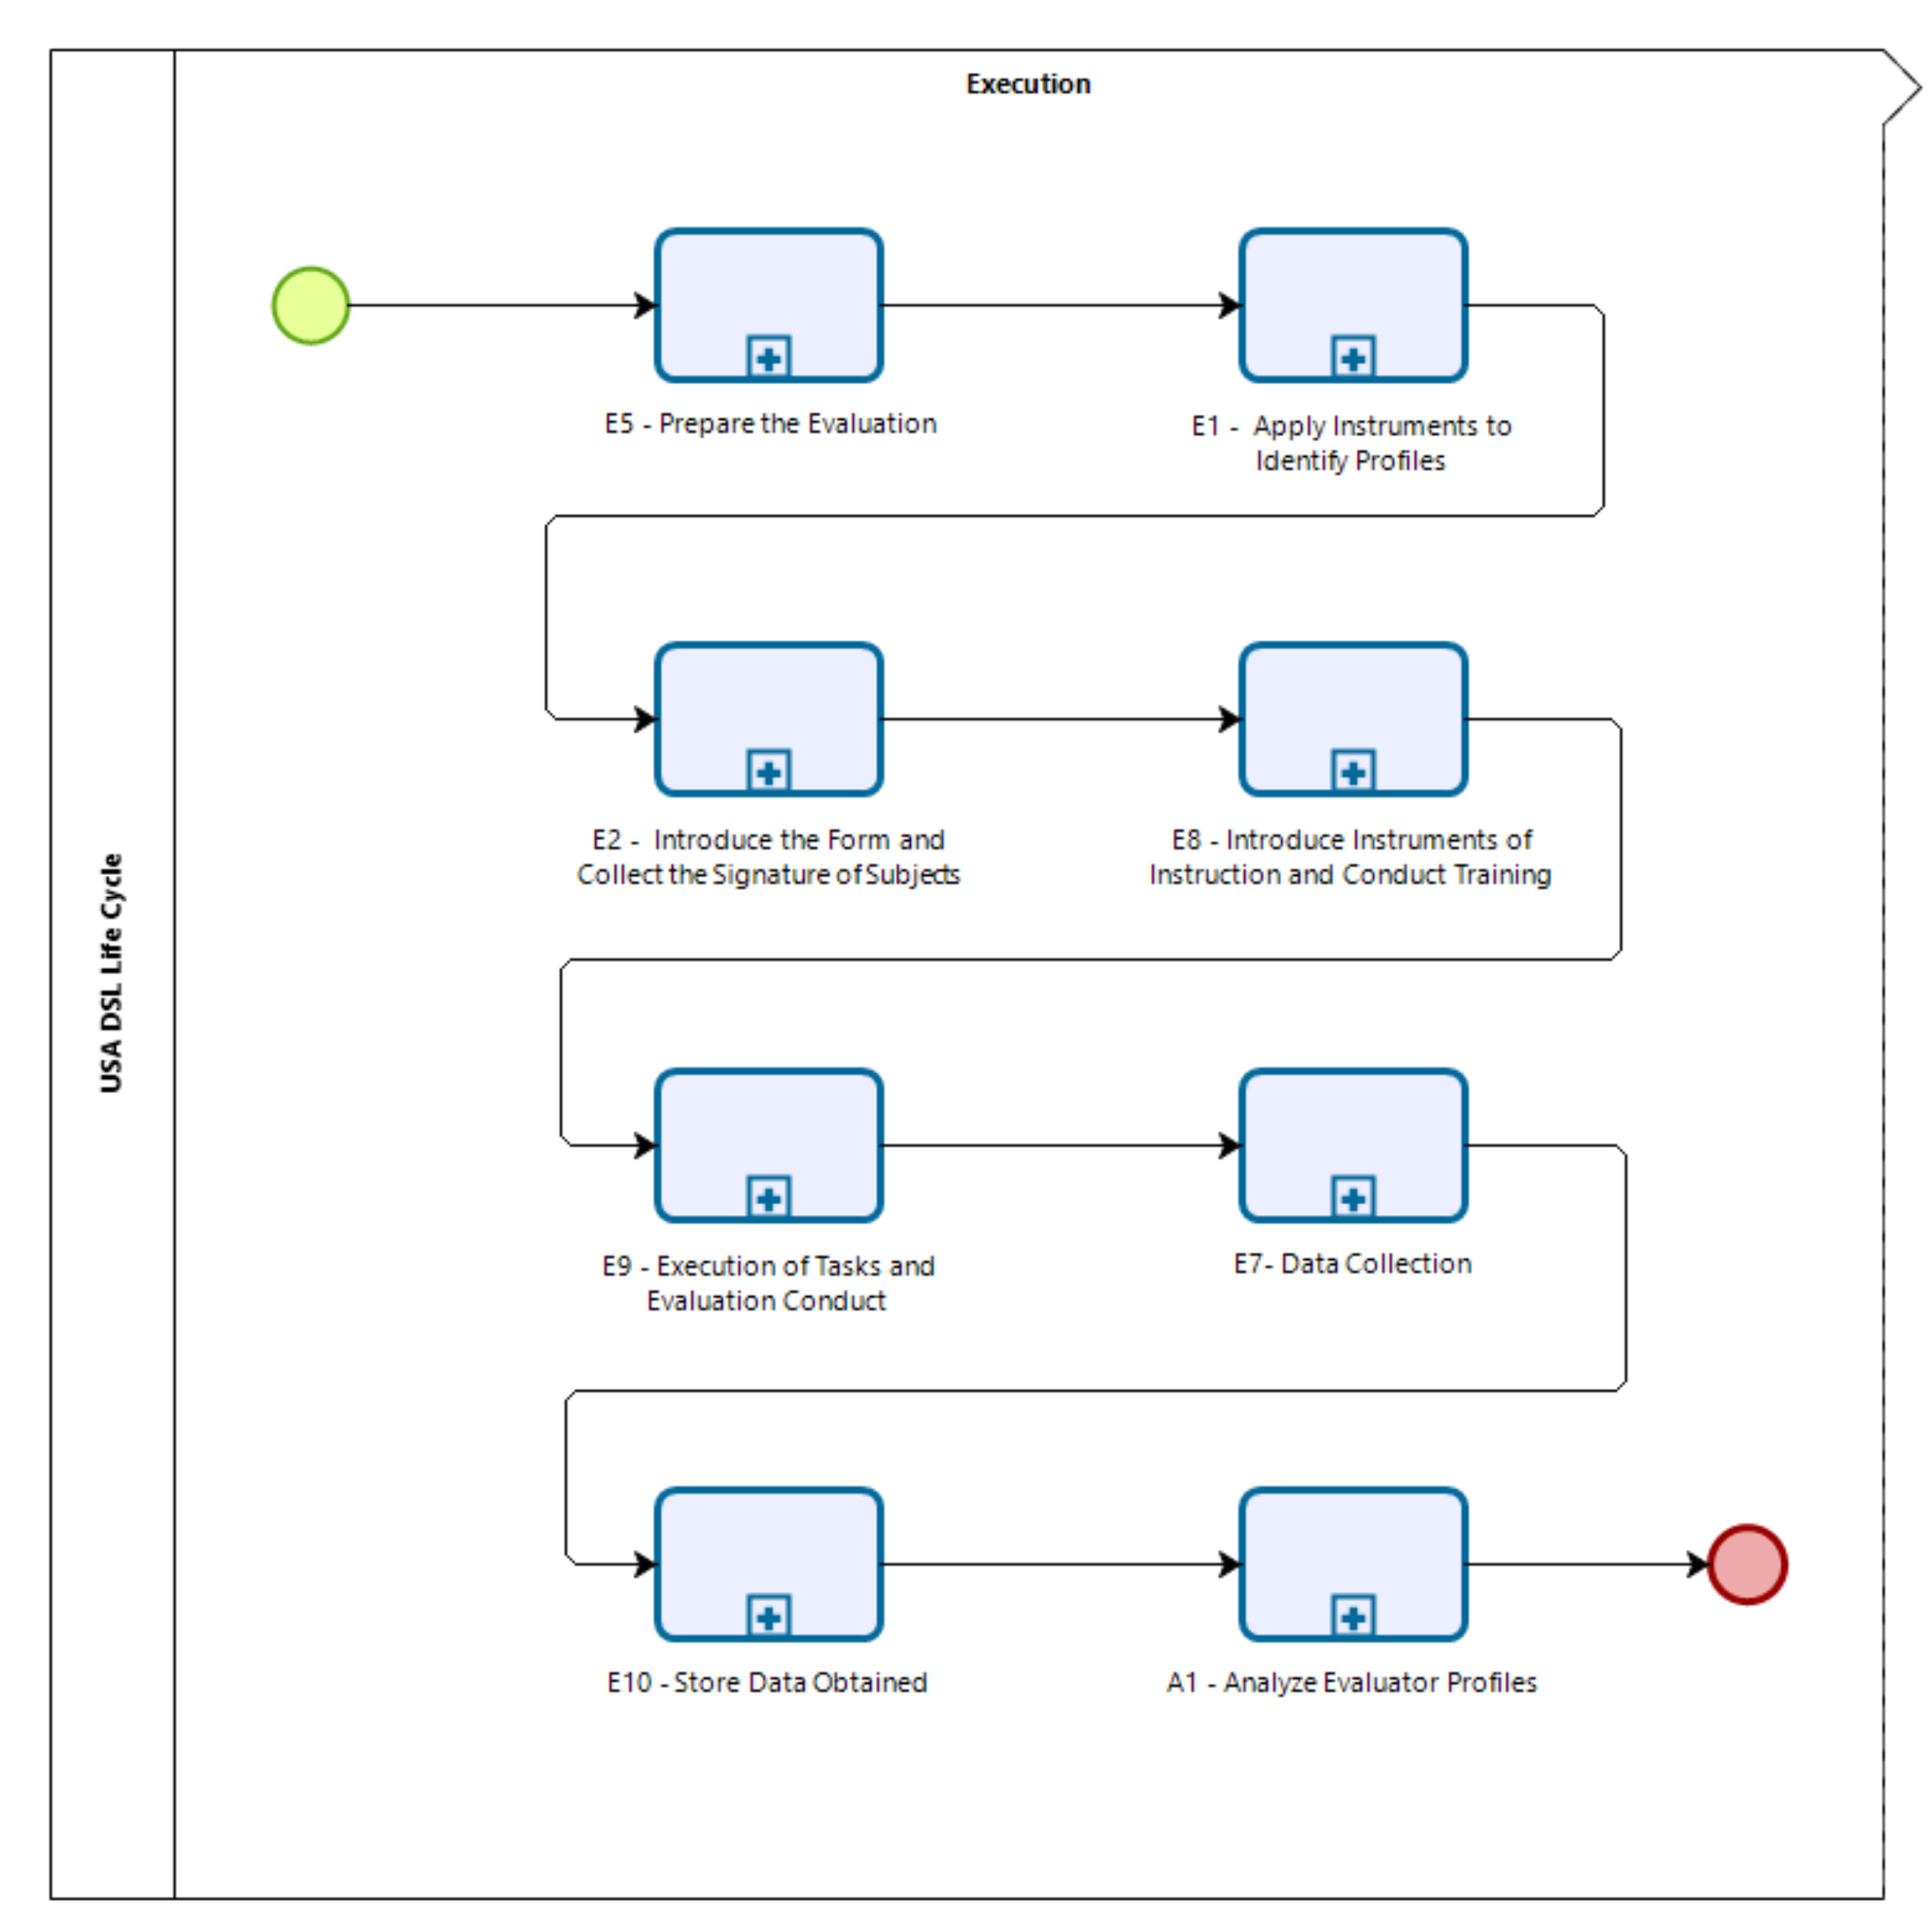 Execution
USA DSL Life Cycle
E5 - Prepare the Evaluation
E1 -  Apply Instruments to
Identify Profiles
E2 -  Introduce the Form and
Collect the Signature of Subjects
E8 - Introduce Instruments of
Instruction and Conduct Training
E9 - Execution of Tasks and
Evaluation Conduct
E7- Data Collection
E10 - Store Data Obtained
A1 - Analyze Evaluator Profiles